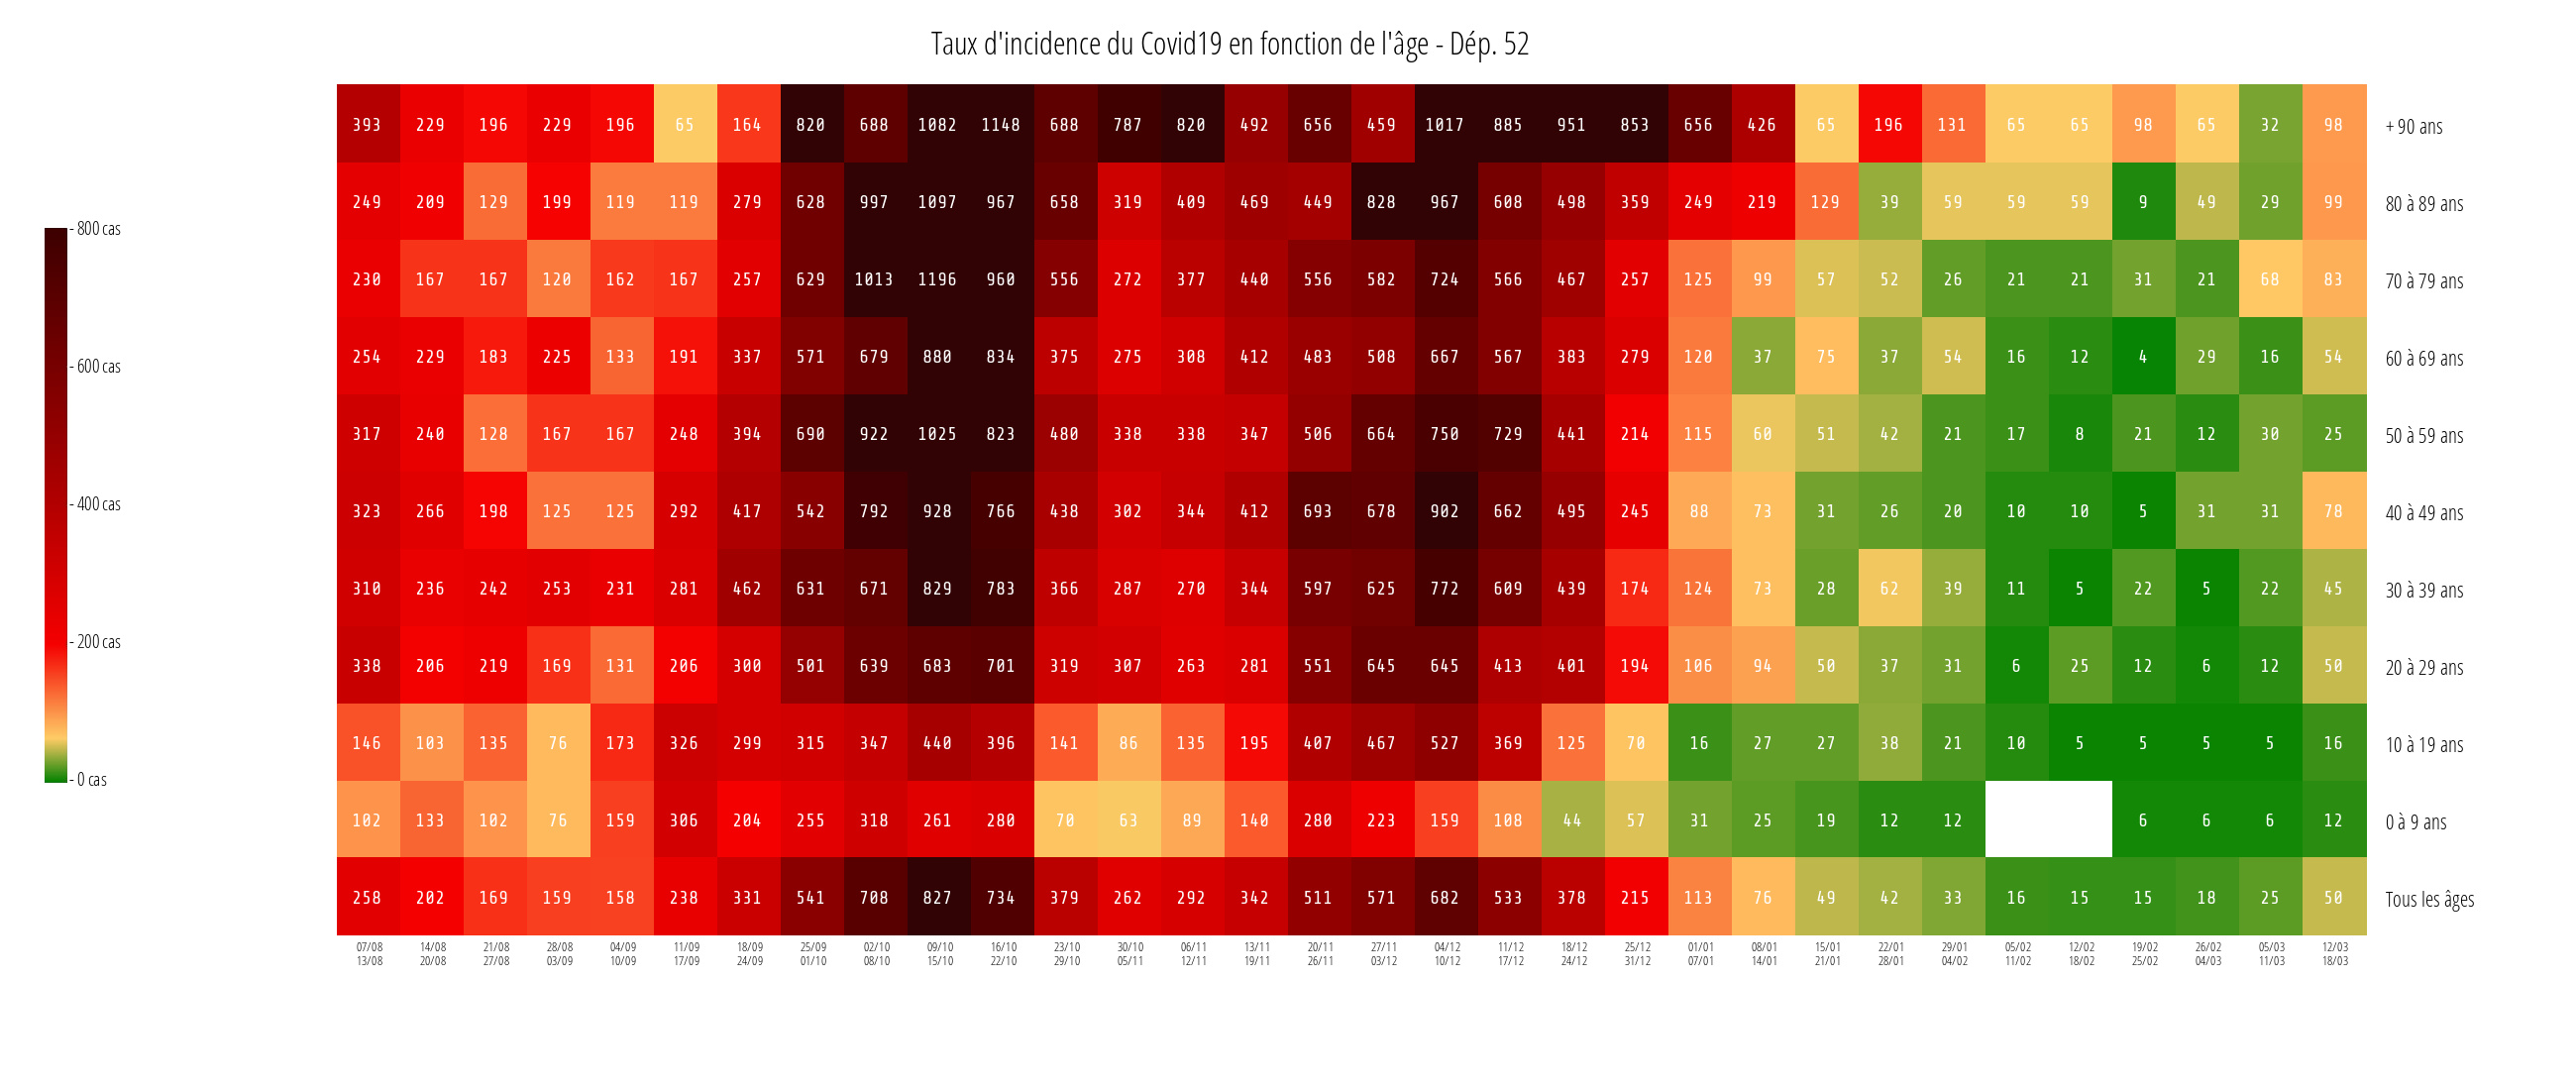 Taux d'incidence du Covid19 en fonction de l'âge - Dép. 52
393 229 196 229 196 65 164 820 688 1082 1148 688 787 820 492 656 459 1017 885 951 853 656 426 65 196 131 65 65 98 65 32 98 + 90 ans
249 209 129 199 119 119 279 628 997 1097 967 658 319 409 469 449 828 967 608 498 359 249 219 129 39 59 59 59 9 49 29 99 80 à 89 ans
- 800 cas
230 167 167 120 162 167 257 629 1013 1196 960 556 272 377 440 556 582 724 566 467 257 125 99 57 52 26 21 21 31 21 68 83 70 à 79 ans
254 229 183 225 133 191 337 571 679 880 834 375 275 308 412 483 508 667 567 383 279 120 37 75 37 54 16 12 4 29 16 54 60 à 69 ans
- 600 cas
317 240 128 167 167 248 394 690 922 1025 823 480 338 338 347 506 664 750 729 441 214 115 60 51 42 21 17 8 21 12 30 25 50 à 59 ans
- 400 cas
323 266 198 125 125 292 417 542 792 928 766 438 302 344 412 693 678 902 662 495 245 88 73 31 26 20 10 10 5 31 31 78 40 à 49 ans
310 236 242 253 231 281 462 631 671 829 783 366 287 270 344 597 625 772 609 439 174 124 73 28 62 39 11 5 22 5 22 45 30 à 39 ans
- 200 cas
338 206 219 169 131 206 300 501 639 683 701 319 307 263 281 551 645 645 413 401 194 106 94 50 37 31 6 25 12 6 12 50 20 à 29 ans
146 103 135 76 173 326 299 315 347 440 396 141 86 135 195 407 467 527 369 125 70 16 27 27 38 21 10 5 5 5 5 16 10 à 19 ans
- 0 cas
102 133 102 76 159 306 204 255 318 261 280 70 63 89 140 280 223 159 108 44 57 31 25 19 12 12 6 6 6 12 0 à 9 ans
258 202 169 159 158 238 331 541 708 827 734 379 262 292 342 511 571 682 533 378 215 113 76 49 42 33 16 15 15 18 25 50 Tous les âges
07/08 14/08 21/08 28/08 04/09 11/09 18/09 25/09 02/10 09/10 16/10 23/10 30/10 06/11 13/11 20/11 27/11 04/12 11/12 18/12 25/12 01/01 08/01 15/01 22/01 29/01 05/02 12/02 19/02 26/02 05/03 12/03
13/08 20/08 27/08 03/09 10/09 17/09 24/09 01/10 08/10 15/10 22/10 29/10 05/11 12/11 19/11 26/11 03/12 10/12 17/12 24/12 31/12 07/01 14/01 21/01 28/01 04/02 11/02 18/02 25/02 04/03 11/03 18/03